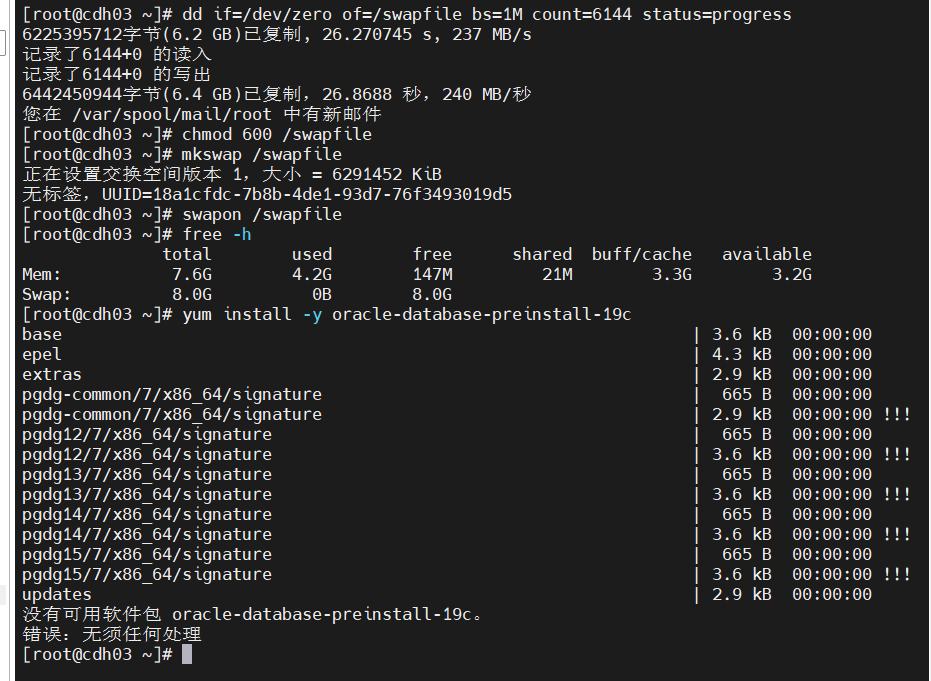 [root@cdh03 ~]# dd if=/dev/zero of=/swapfile bs=1M count=6144 status=progress
6225395712字节(6.2 GB)已复制, 26.270745 s, 237 MB/s
记录了6144+0 的读入
记录了6144+0 的写出
6442450944字节(6.4 GB)已复制，26.8688 秒，240 MB/秒
您在 /var/spool/mail/root 中有新邮件
[root@cdh03 ~]# chmod 600 /swapfile
[root@cdh03 ~]# mkswap /swapfile
正在设置交换空间版本 1，大小 = 6291452 KiB
无标签，UUID=18a1cfdc-7b8b-4de1-93d7-76f3493019d5
[root@cdh03 ~]# swapon /swapfile
[root@cdh03 ~]# free -h
total used free shared buff/cache available
Mem: 7.6G 4.2G 147M 21M 3.3G 3.2G
Swap: 8.0G 0B 8.0G
[root@cdh03 ~]# yum install -y oracle-database-preinstall-19c
base | 3.6 kB 00:00:00
epel | 4.3 kB 00:00:00
extras | 2.9 kB 00:00:00
pgdg-common/7/x86_64/signature | 665 B 00:00:00
pgdg-common/7/x86_64/signature | 2.9 kB 00:00:00 !!!
pgdg12/7/x86_64/signature | 665 B 00:00:00
pgdg12/7/x86_64/signature | 3.6 kB 00:00:00 !!!
pgdg13/7/x86_64/signature | 665 B 00:00:00
pgdg13/7/x86_64/signature | 3.6 kB 00:00:00 !!!
pgdg14/7/x86_64/signature | 665 B 00:00:00
pgdg14/7/x86_64/signature | 3.6 kB 00:00:00 !!!
pgdg15/7/x86_64/signature | 665 B 00:00:00
pgdg15/7/x86_64/signature | 3.6 kB 00:00:00 !!!
updates | 2.9 kB 00:00:00
没有可用软件包 oracle-database-preinstall-19c。
错误：无须任何处理
[root@cdh03 ~]#